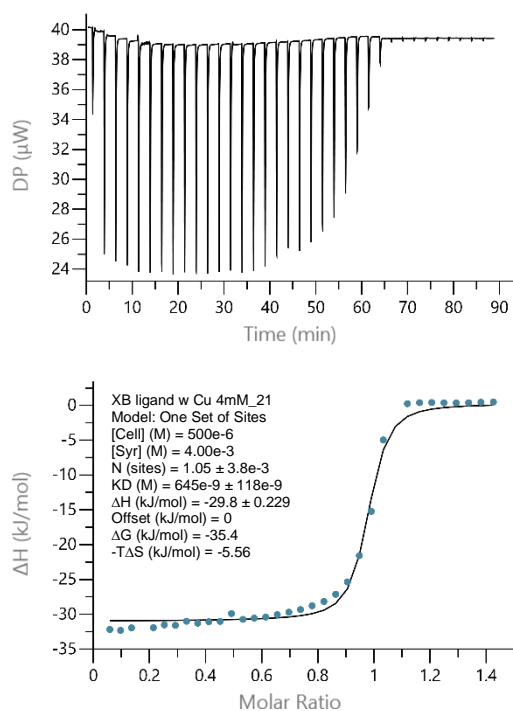 40
38
36
34
32
30
28
26
24
DP (µW)
0 10 20 30 40 50 60 70 80 90
Time (min)
XB ligand w Cu 4mM_21
Model: One Set of Sites
[Cell] (M) = 500e-6
[Syr] (M) = 4.00e-3
N (sites) = 1.05 ± 3.8e-3
KD (M) = 645e-9 ± 118e-9
ΔH (kJ/mol) = -29.8 ± 0.229
Offset (kJ/mol) = 0
ΔG (kJ/mol) = -35.4
-TΔS (kJ/mol) = -5.56
0
-5
-10
-15
-20
-25
-30
-35
ΔH (kJ/mol)
0 0.2 0.4 0.6 0.8 1 1.2 1.4
Molar Ratio